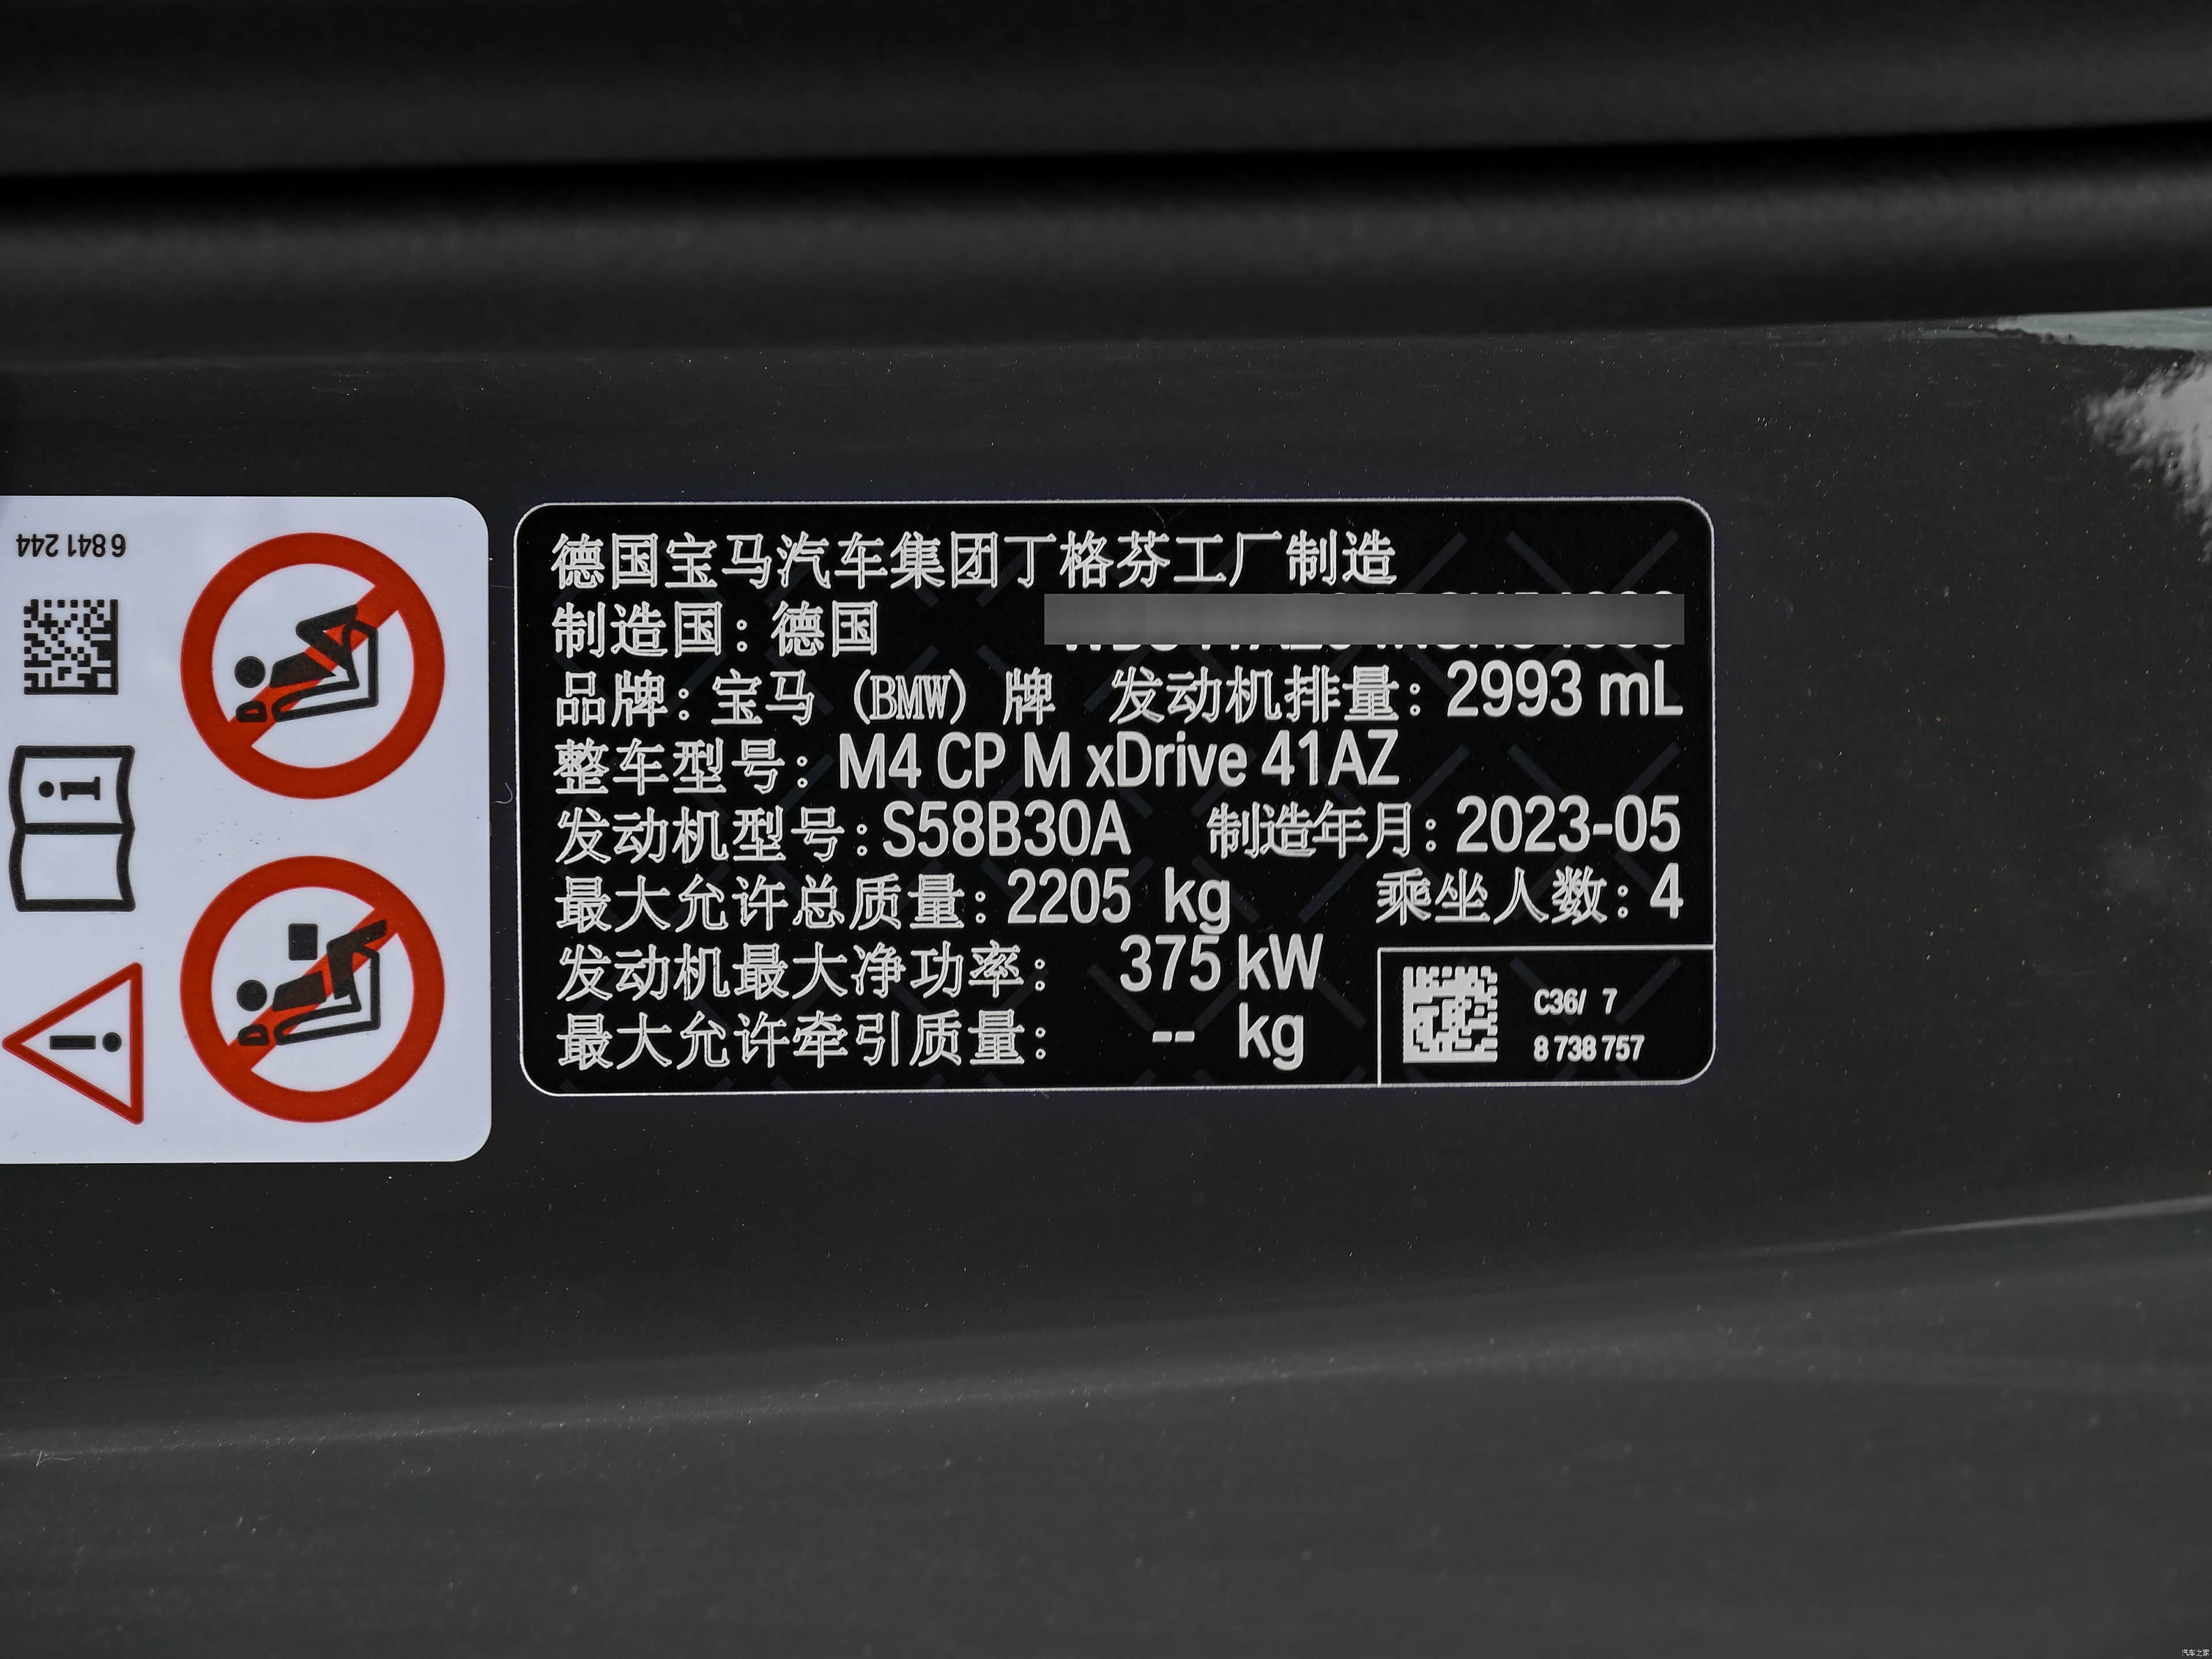 6 841 244
德国宝马汽车集团丁格芬工厂制造
制造国：德国
品牌：宝马（BMW）牌 发动机排量：2993 mL
整车型号：M4 CP M xDrive 41AZ
发动机型号：S58B30A 制造年月：2023-05
最大允许总质量：2205 kg 乘坐人数：4
发动机最大净功率： 375 kW
最大允许牵引质量： -- kg
C36/ 7
8 738 757
汽车之家